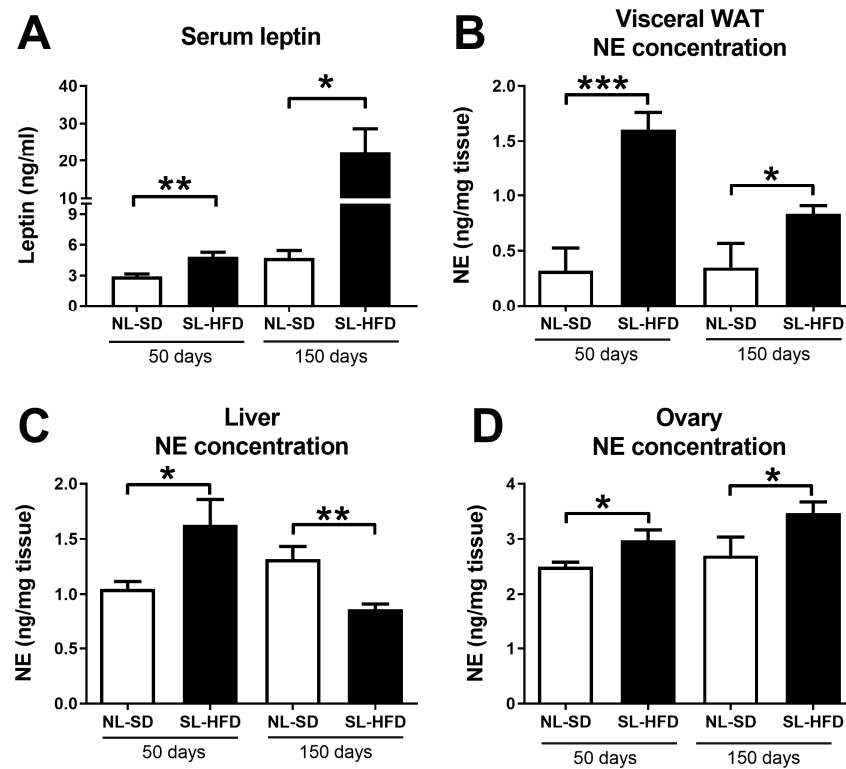 A
Serum leptin
Leptin (ng/ml)
40
30
20
10
9
6
3
0
**
*
NL-SD SL-HFD NL-SD SL-HFD
50 days 150 days
B
Visceral WAT
NE concentration
NE (ng/mg tissue)
2.0
1.5
1.0
0.5
0.0
***
*
NL-SD SL-HFD NL-SD SL-HFD
50 days 150 days
C
Liver
NE concentration
NE (ng/mg tissue)
2.0
1.5
1.0
0.5
0.0
*
**
NL-SD SL-HFD NL-SD SL-HFD
50 days 150 days
D
Ovary
NE concentration
NE (ng/mg tissue)
4
3
2
1
0
*
*
NL-SD SL-HFD NL-SD SL-HFD
50 days 150 days